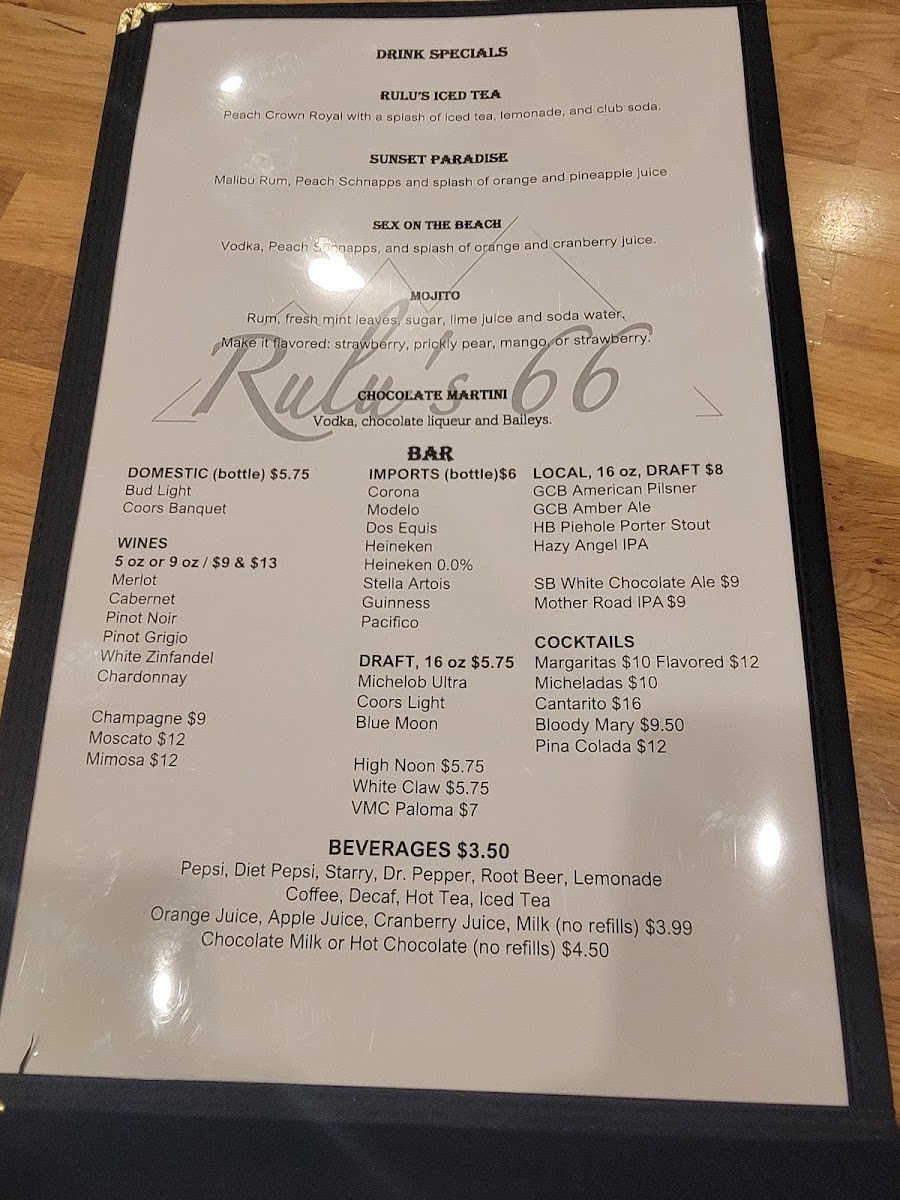 DRINK SPECIALS
RULU'S ICED TEA
Peach Crown Royal with a splash of iced tea, lemonade, and club soda.
SUNSET PARADISE
Malibu Rum, Peach Schnapps and splash of orange and pineapple juice
SEX ON THE BEACH
Vodka, Peach Schnapps, and splash of orange and cranberry juice.
MOJITO
Rum, fresh mint leaves, sugar, lime juice and soda water.
Make it flavored: strawberry, prickly pear, mango, or strawberry.
Rulu's 66
CHOCOLATE MARTINI
Vodka, chocolate liqueur and Baileys.
BAR
DOMESTIC (bottle) $5.75
Bud Light
Coors Banquet
WINES
5 oz or 9 oz / $9 & $13
Merlot
Cabernet
Pinot Noir
Pinot Grigio
White Zinfandel
Chardonnay
Champagne $9
Moscato $12
Mimosa $12
IMPORTS (bottle)$6
Corona
Modelo
Dos Equis
Heineken
Heineken 0.0%
Stella Artois
Guinness
Pacifico
DRAFT, 16 oz $5.75
Michelob Ultra
Coors Light
Blue Moon
High Noon $5.75
White Claw $5.75
VMC Paloma $7
LOCAL, 16 oz, DRAFT $8
GCB American Pilsner
GCB Amber Ale
HB Piehole Porter Stout
Hazy Angel IPA
SB White Chocolate Ale $9
Mother Road IPA $9
COCKTAILS
Margaritas $10 Flavored $12
Micheladas $10
Cantarito $16
Bloody Mary $9.50
Pina Colada $12
BEVERAGES $3.50
Pepsi, Diet Pepsi, Starry, Dr. Pepper, Root Beer, Lemonade
Coffee, Decaf, Hot Tea, Iced Tea
Orange Juice, Apple Juice, Cranberry Juice, Milk (no refills) $3.99
Chocolate Milk or Hot Chocolate (no refills) $4.50